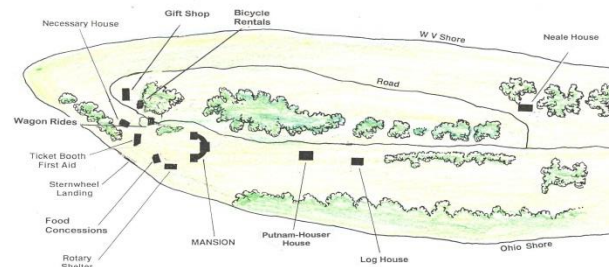 Necessary House
Gift Shop
Bicycle
Rentals
W V Shore
Neale House
Road
Wagon Rides
Ticket Booth
First Aid
Sternwheel
Landing
Food
Concessions
Rotary
Shelter
MANSION
Putnam-Houser
House
Log House
Ohio Shore